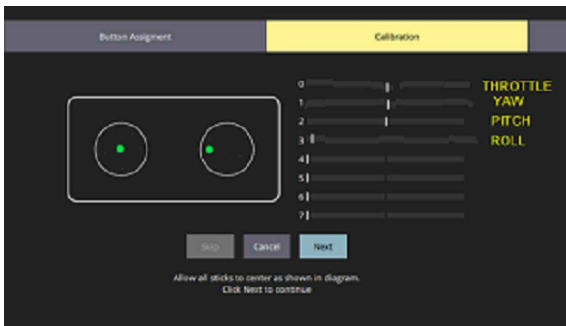 Button Assigment
Calibration
0
THROTTLE
1
YAW
2
PITCH
3
ROLL
4
5
6
7
Skip
Cancel
Next
Allow all sticks to center as shown in diagram.
Click Next to continue